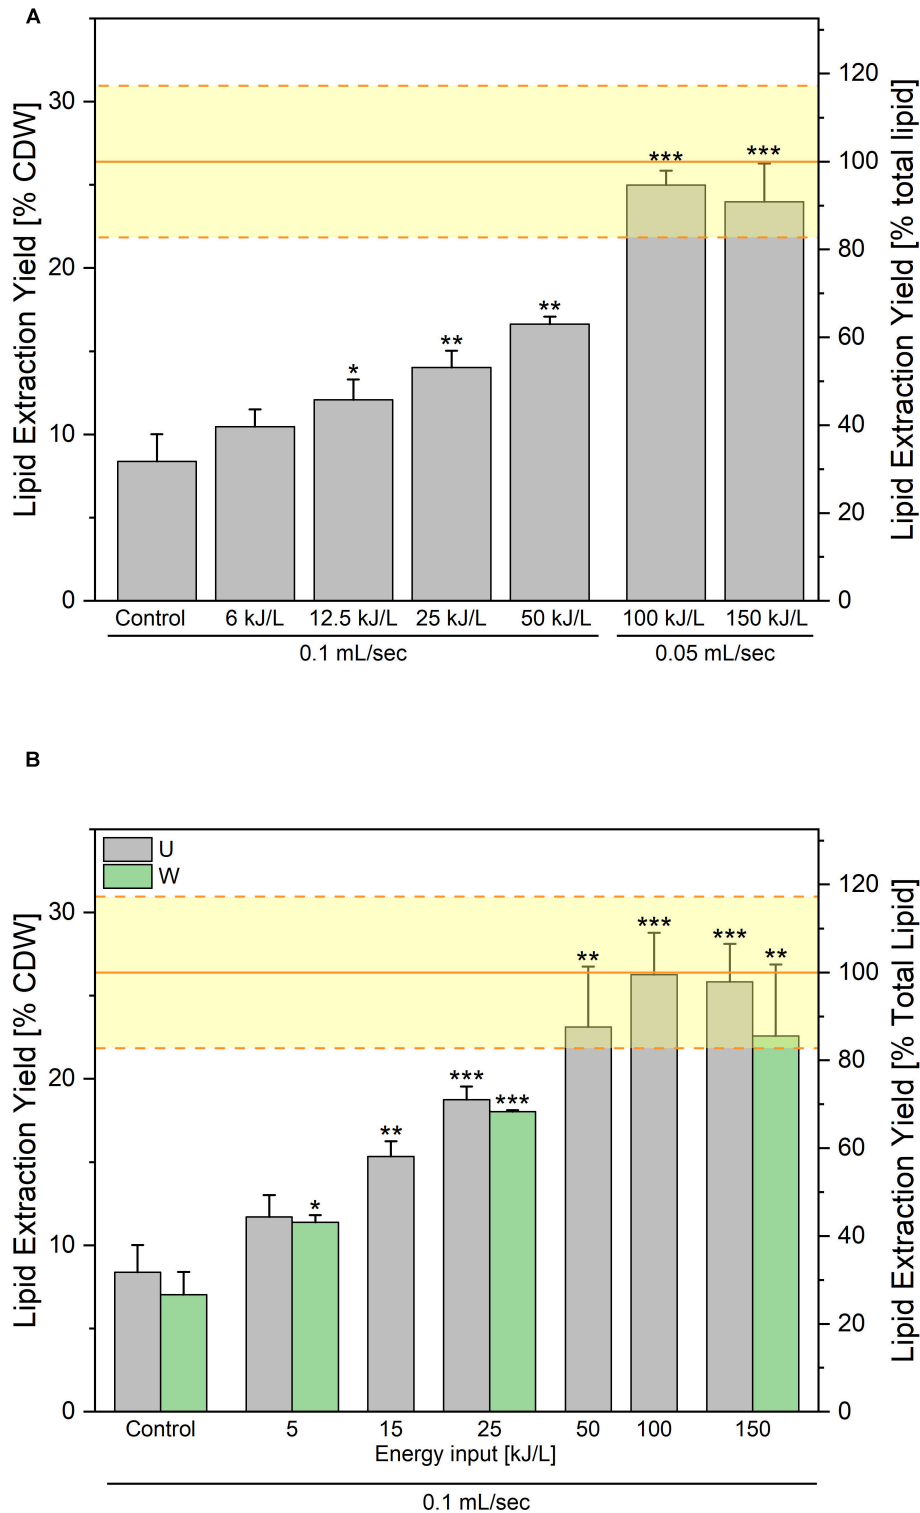 A
Lipid Extraction Yield [% CDW]
Lipid Extraction Yield [% total lipid]
30
20
10
0
120
100
80
60
40
20
0
*
**
**
***
***
Control 6 kJ/L 12.5 kJ/L 25 kJ/L 50 kJ/L 100 kJ/L 150 kJ/L
0.1 mL/sec 0.05 mL/sec
B
U
W
Lipid Extraction Yield [% CDW]
Lipid Extraction Yield [% Total Lipid]
30
20
10
0
120
100
80
60
40
20
0
*
**
***
***
**
***
***
**
Control 5 15 25 50 100 150
Energy input [kJ/L]
0.1 mL/sec